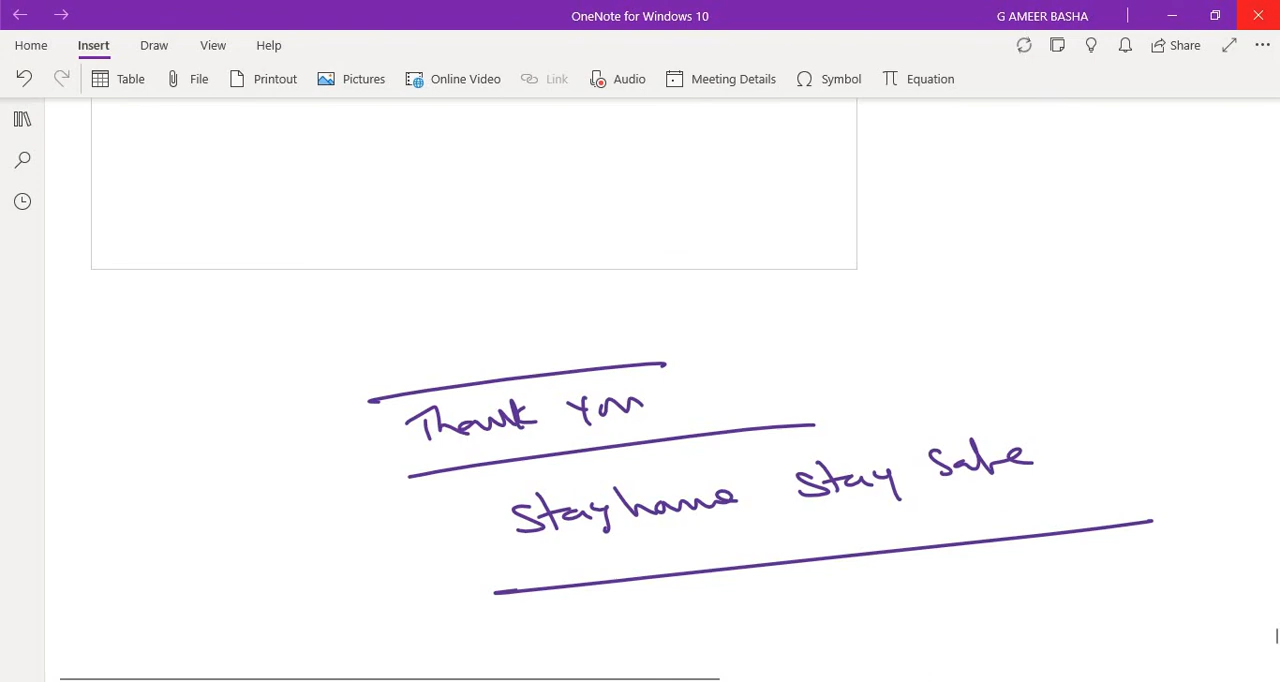 OneNote for Windows 10
G AMEER BASHA
Home Insert Draw View Help
Share
Table File Printout Pictures Online Video Link Audio Meeting Details Symbol Equation
Thank You
Stay home Stay Safe